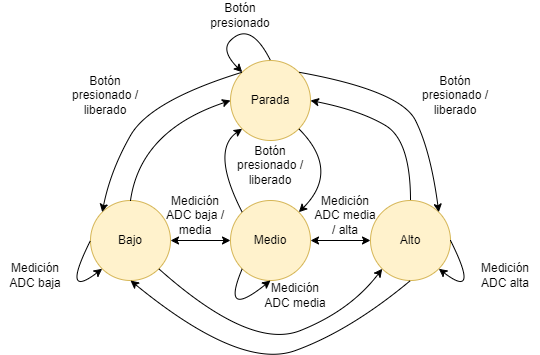 Botón
presionado
Botón
presionado /
liberado
Parada
Botón
presionado /
liberado
Botón
presionado /
liberado
Medición
ADC baja /
media
Medición
ADC media
/ alta
Bajo
Medio
Alto
Medición
ADC baja
Medición
ADC media
Medición
ADC alta